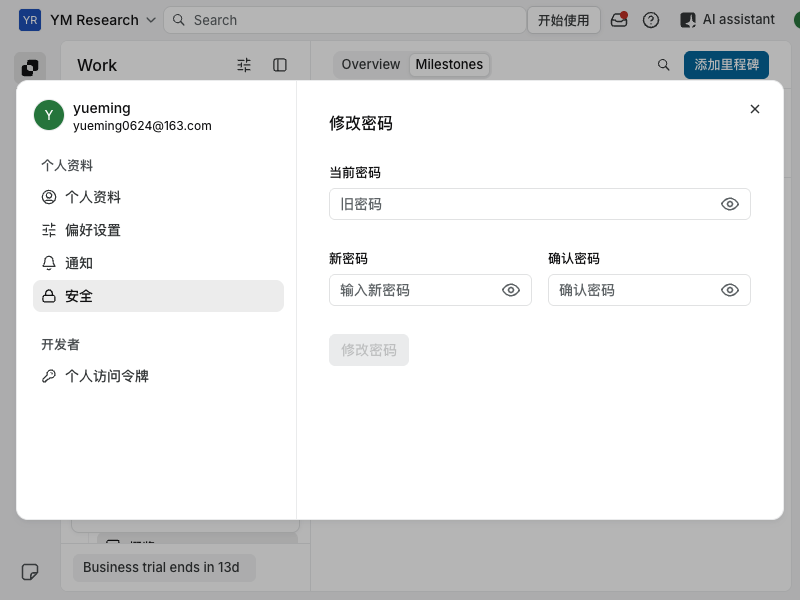 YR
YM Research
Search
开始使用
AI assistant
Work
Overview
Milestones
添加里程碑
Y
yueming
yueming0624@163.com
个人资料
个人资料
偏好设置
通知
安全
开发者
个人访问令牌
修改密码
当前密码
旧密码
新密码
确认密码
输入新密码
确认密码
修改密码
Business trial ends in 13d